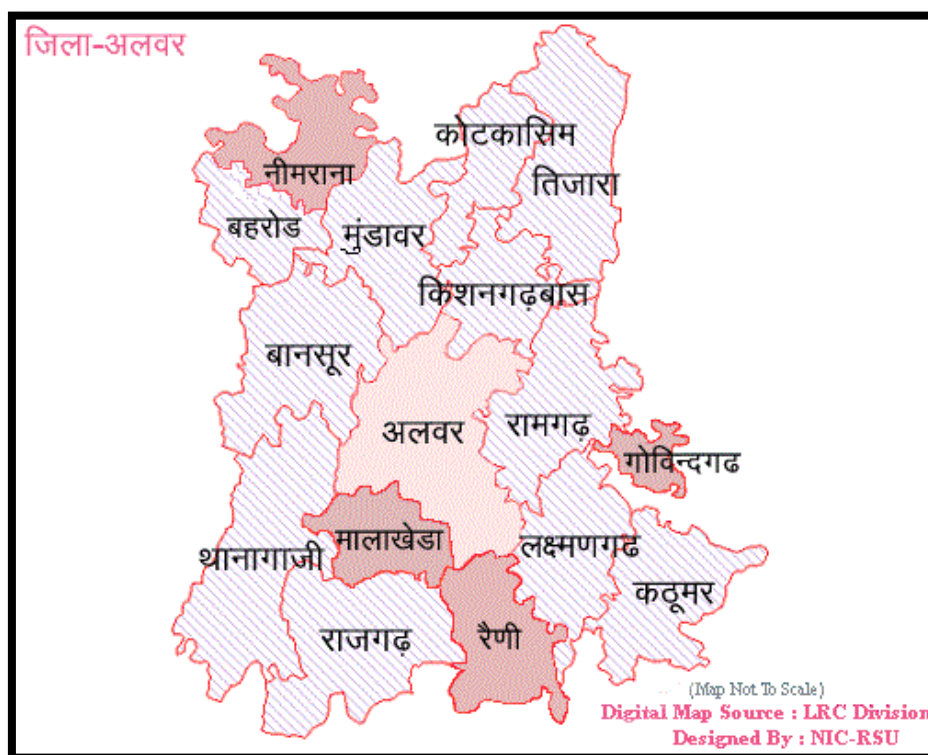 जिला-अलवर
कोटकासिम
नीमराना
तिजारा
बहरोड
मुंडावर
किशनगढ़बास
बानसूर
रामगढ़
अलवर
गोविन्दगढ
मालाखेडा
लक्ष्मणगढ
थानागाजी
कठूमर
राजगढ़
रैणी
(Map Not To Scale)
Digital Map Source : LRC Division
Designed By : NIC-RSU